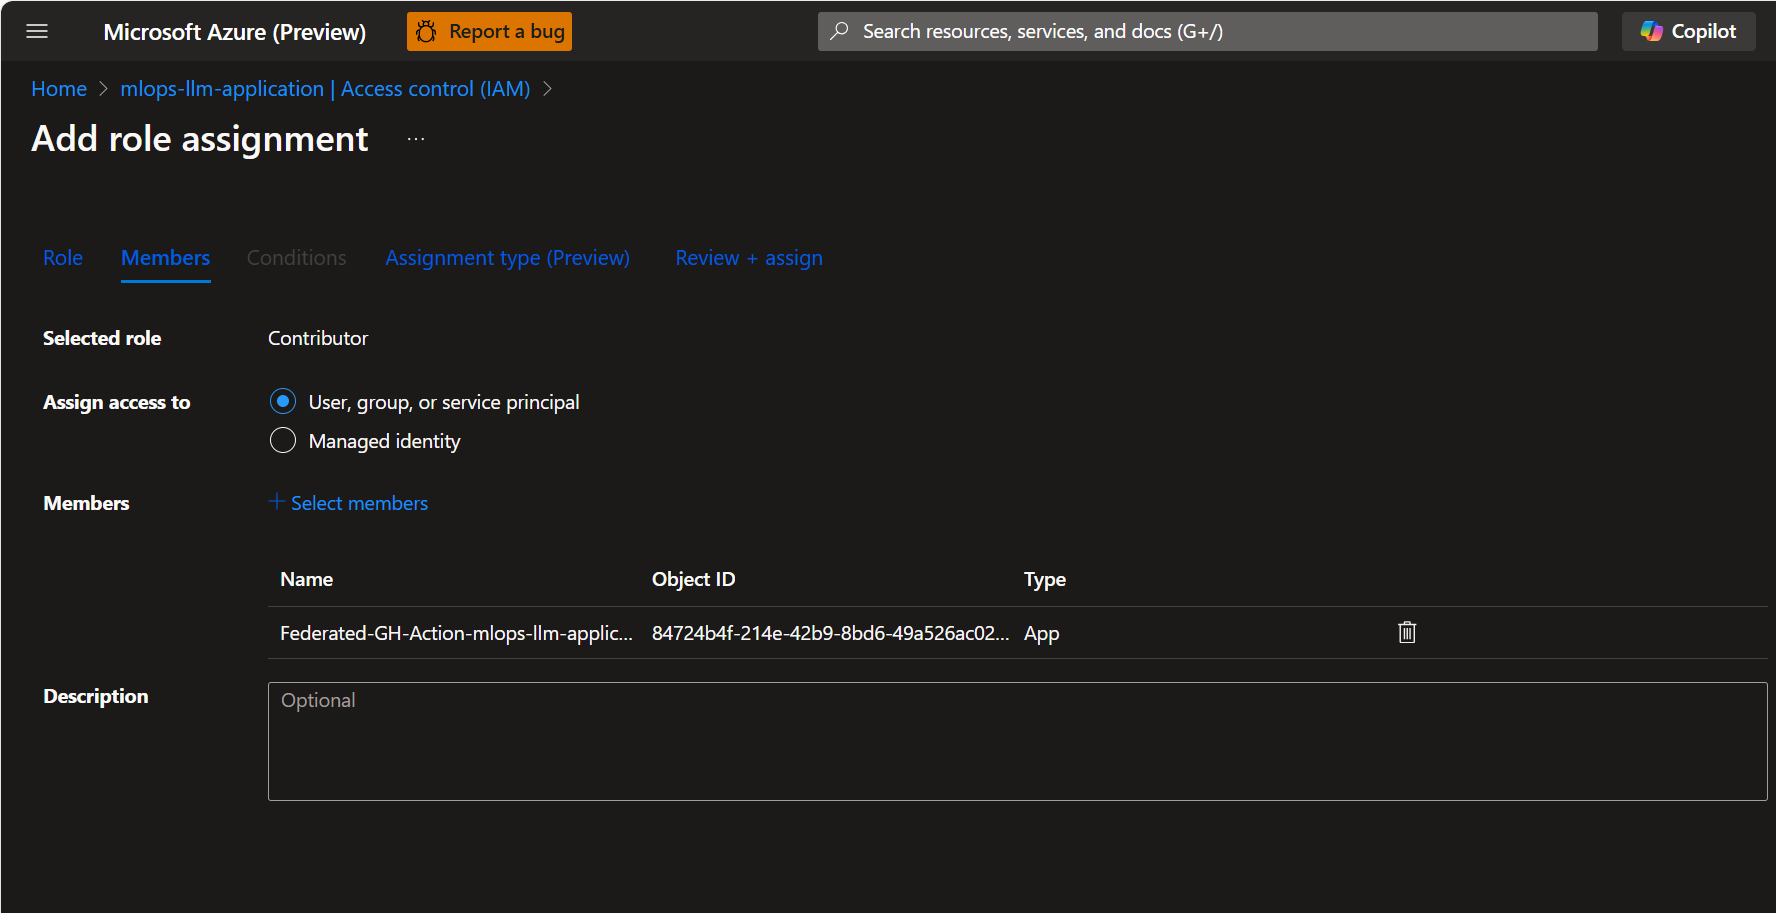 Microsoft Azure (Preview)
Report a bug
Search resources, services, and docs (G+/)
Copilot
Home > mlops-llm-application | Access control (IAM) >
Add role assignment ...
Role Members Conditions Assignment type (Preview) Review + assign
Selected role Contributor
Assign access to User, group, or service principal
Managed identity
Members + Select members
Name Object ID Type
Federated-GH-Action-mlops-llm-applic... 84724b4f-214e-42b9-8bd6-49a526ac02... App
Description Optional